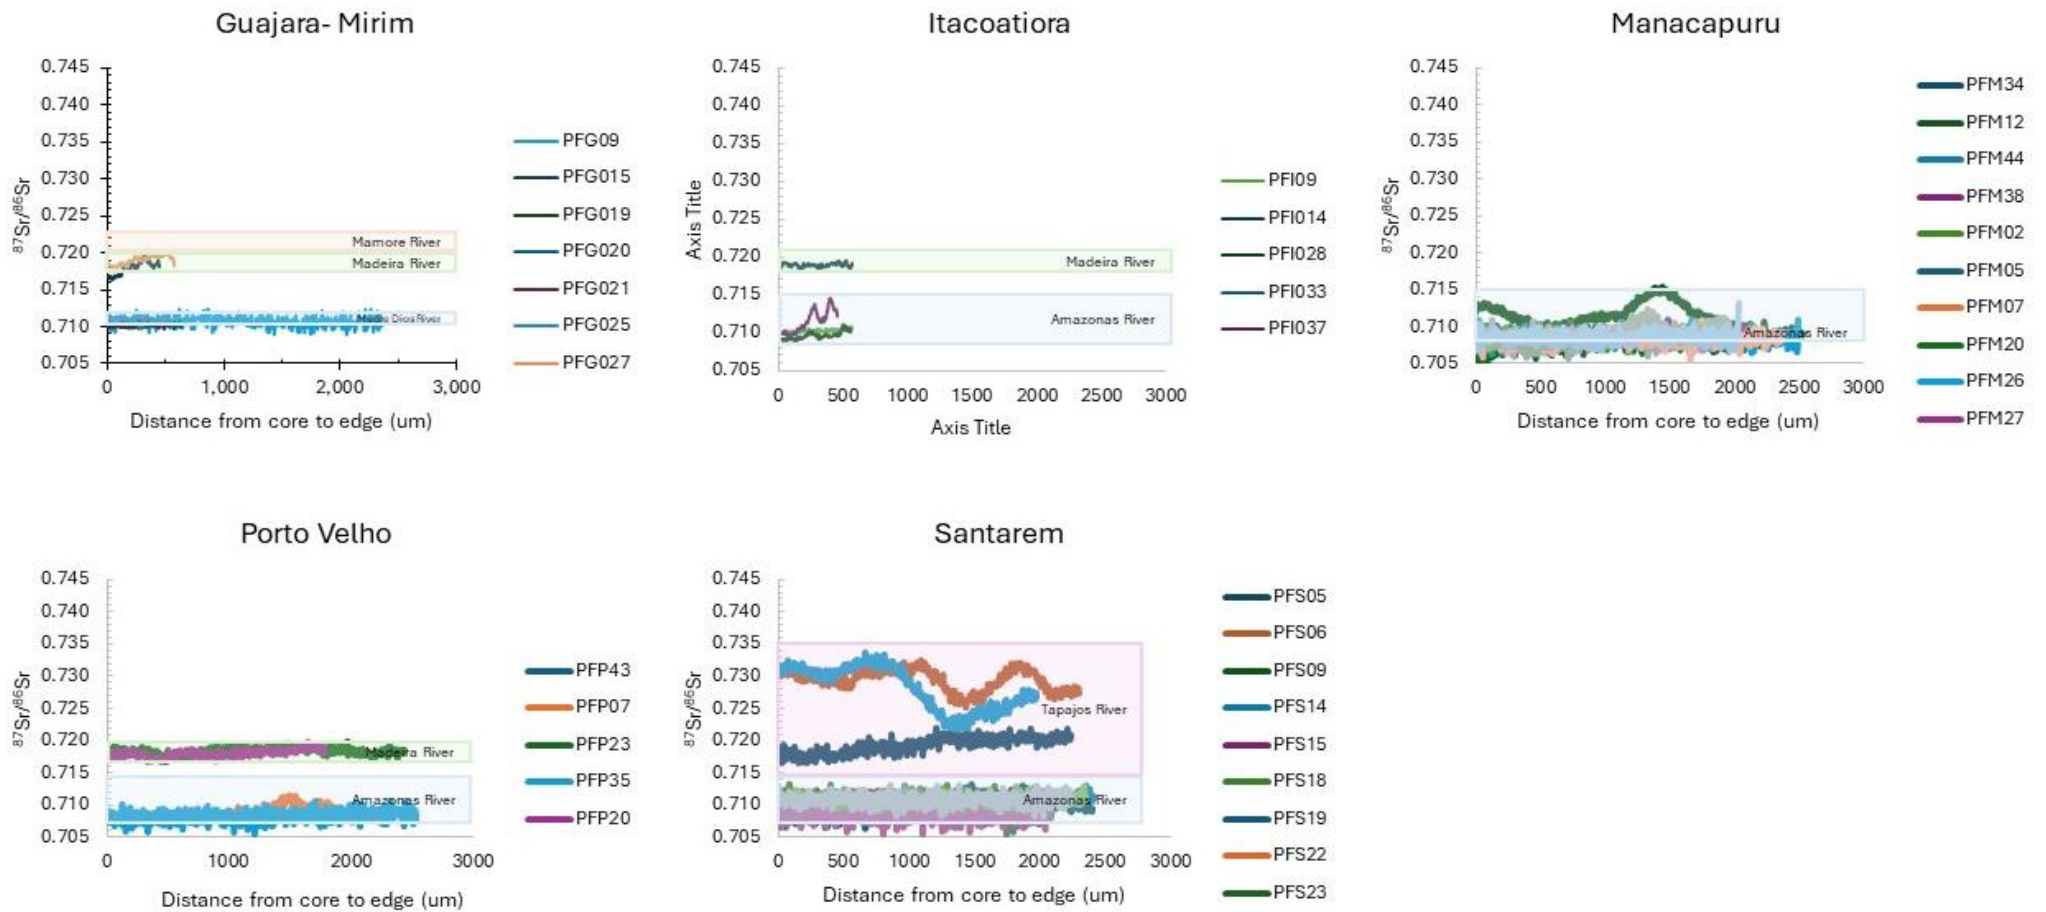 Guajara- Mirim
0.745
0.740
0.735
0.730
0.725
0.720
0.715
0.710
0.705
⁸⁷Sr/⁸⁶Sr
Mamore River
Madeira River
Madre Dios River
0
1,000
2,000
3,000
Distance from core to edge (um)
PFG09
PFG015
PFG019
PFG020
PFG021
PFG025
PFG027
Itacoatiora
0.745
0.740
0.735
0.730
0.725
0.720
0.715
0.710
0.705
Axis Title
Madeira River
Amazonas River
0
500
1000
1500
2000
2500
3000
Axis Title
PFI09
PFI014
PFI028
PFI033
PFI037
Manacapuru
0.745
0.740
0.735
0.730
0.725
0.720
0.715
0.710
0.705
⁸⁷Sr/⁸⁶Sr
Amazonas River
0
500
1000
1500
2000
2500
3000
Distance from core to edge (um)
PFM34
PFM12
PFM44
PFM38
PFM02
PFM05
PFM07
PFM20
PFM26
PFM27
Porto Velho
0.745
0.740
0.735
0.730
0.725
0.720
0.715
0.710
0.705
⁸⁷Sr/⁸⁶Sr
Madeira River
Amazonas River
0
1000
2000
3000
Distance from core to edge (um)
PFP43
PFP07
PFP23
PFP35
PFP20
Santarem
0.745
0.740
0.735
0.730
0.725
0.720
0.715
0.710
0.705
⁸⁷Sr/⁸⁶Sr
Tapajos River
Amazonas River
0
500
1000
1500
2000
2500
3000
Distance from core to edge (um)
PFS05
PFS06
PFS09
PFS14
PFS15
PFS18
PFS19
PFS22
PFS23